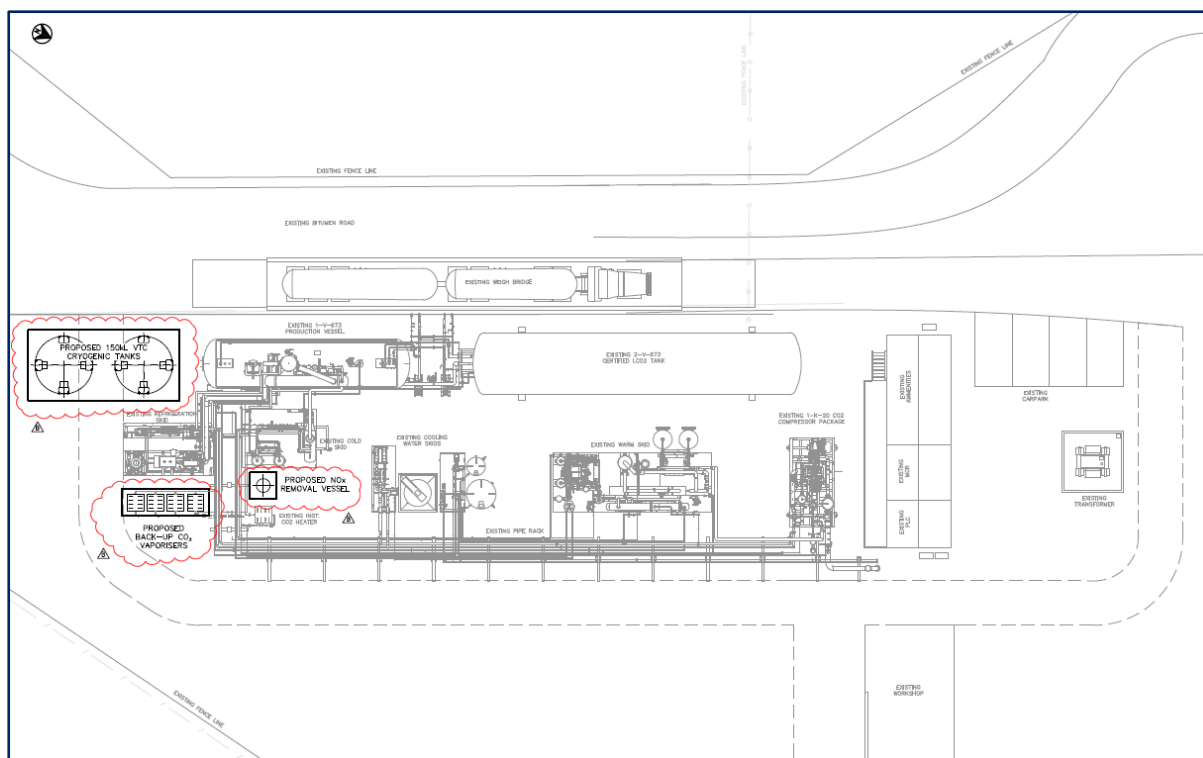 EXISTING FENCE LINE
EXISTING FENCE LINE
EXISTING FENCE LINE
EXISTING BITUMEN ROAD
EXISTING WEIGH BRIDGE
PROPOSED 150kL VTC
CRYOGENIC TANKS
EXISTING 1-V-673
PRODUCTION VESSEL
EXISTING 2-V-673
CERTIFIED LCO2 TANK
EXISTING
AMMENITIES
EXISTING
CARPARK
EXISTING REFRIGERATION
SKID
EXISTING COLD
SKID
EXISTING COOLING
WATER SKIDS
EXISTING WARM SKID
EXISTING 1-K-20 CO2
COMPRESSOR PACKAGE
EXISTING
MCR
EXISTING
TRANSFORMER
PROPOSED NOx
REMOVAL VESSEL
EXISTING INST.
CO2 HEATER
EXISTING PIPE RACK
EXISTING
PLC
PROPOSED
BACK-UP CO₂
VAPORISERS
EXISTING FENCE LINE
EXISTING
WORKSHOP